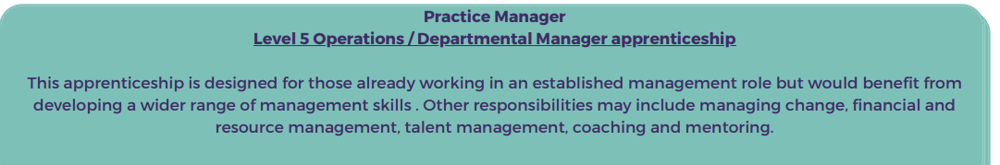 Practice Manager
Level 5 Operations / Departmental Manager apprenticeship
This apprenticeship is designed for those already working in an established management role but would benefit from
developing a wider range of management skills . Other responsibilities may include managing change, financial and
resource management, talent management, coaching and mentoring.